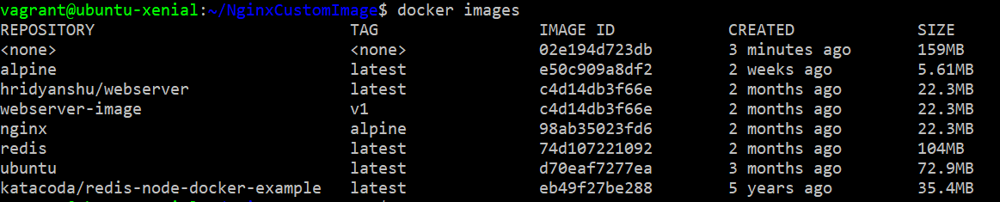 vagrant@ubuntu-xenial:~/NginxCustomImage$ docker images
REPOSITORY TAG IMAGE ID CREATED SIZE
<none> <none> 02e194d723db 3 minutes ago 159MB
alpine latest e50c909a8df2 2 weeks ago 5.61MB
hridyanshu/webserver latest c4d14db3f66e 2 months ago 22.3MB
webserver-image v1 c4d14db3f66e 2 months ago 22.3MB
nginx alpine 98ab35023fd6 2 months ago 22.3MB
redis latest 74d107221092 2 months ago 104MB
ubuntu latest d70eaf7277ea 3 months ago 72.9MB
katacoda/redis-node-docker-example latest eb49f27be288 5 years ago 35.4MB